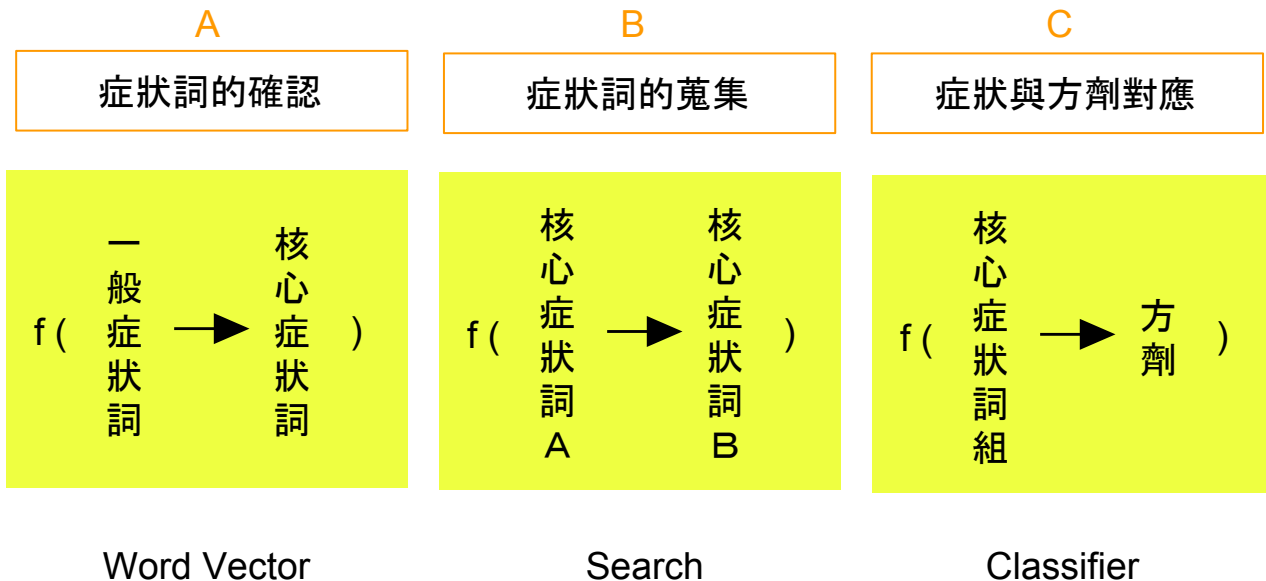 A
症狀詞的確認
f ( 一般症狀詞 核心症狀詞 )
Word Vector
B
症狀詞的蒐集
f ( 核心症狀詞A 核心症狀詞B )
Search
C
症狀與方劑對應
f ( 核心症狀詞組 方劑 )
Classifier